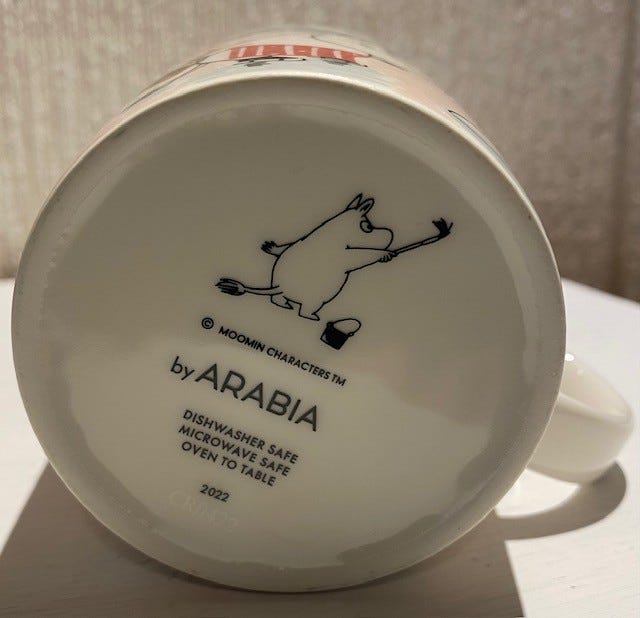 © MOOMIN CHARACTERS TM
by ARABIA
DISHWASHER SAFE
MICROWAVE SAFE
OVEN TO TABLE
2022